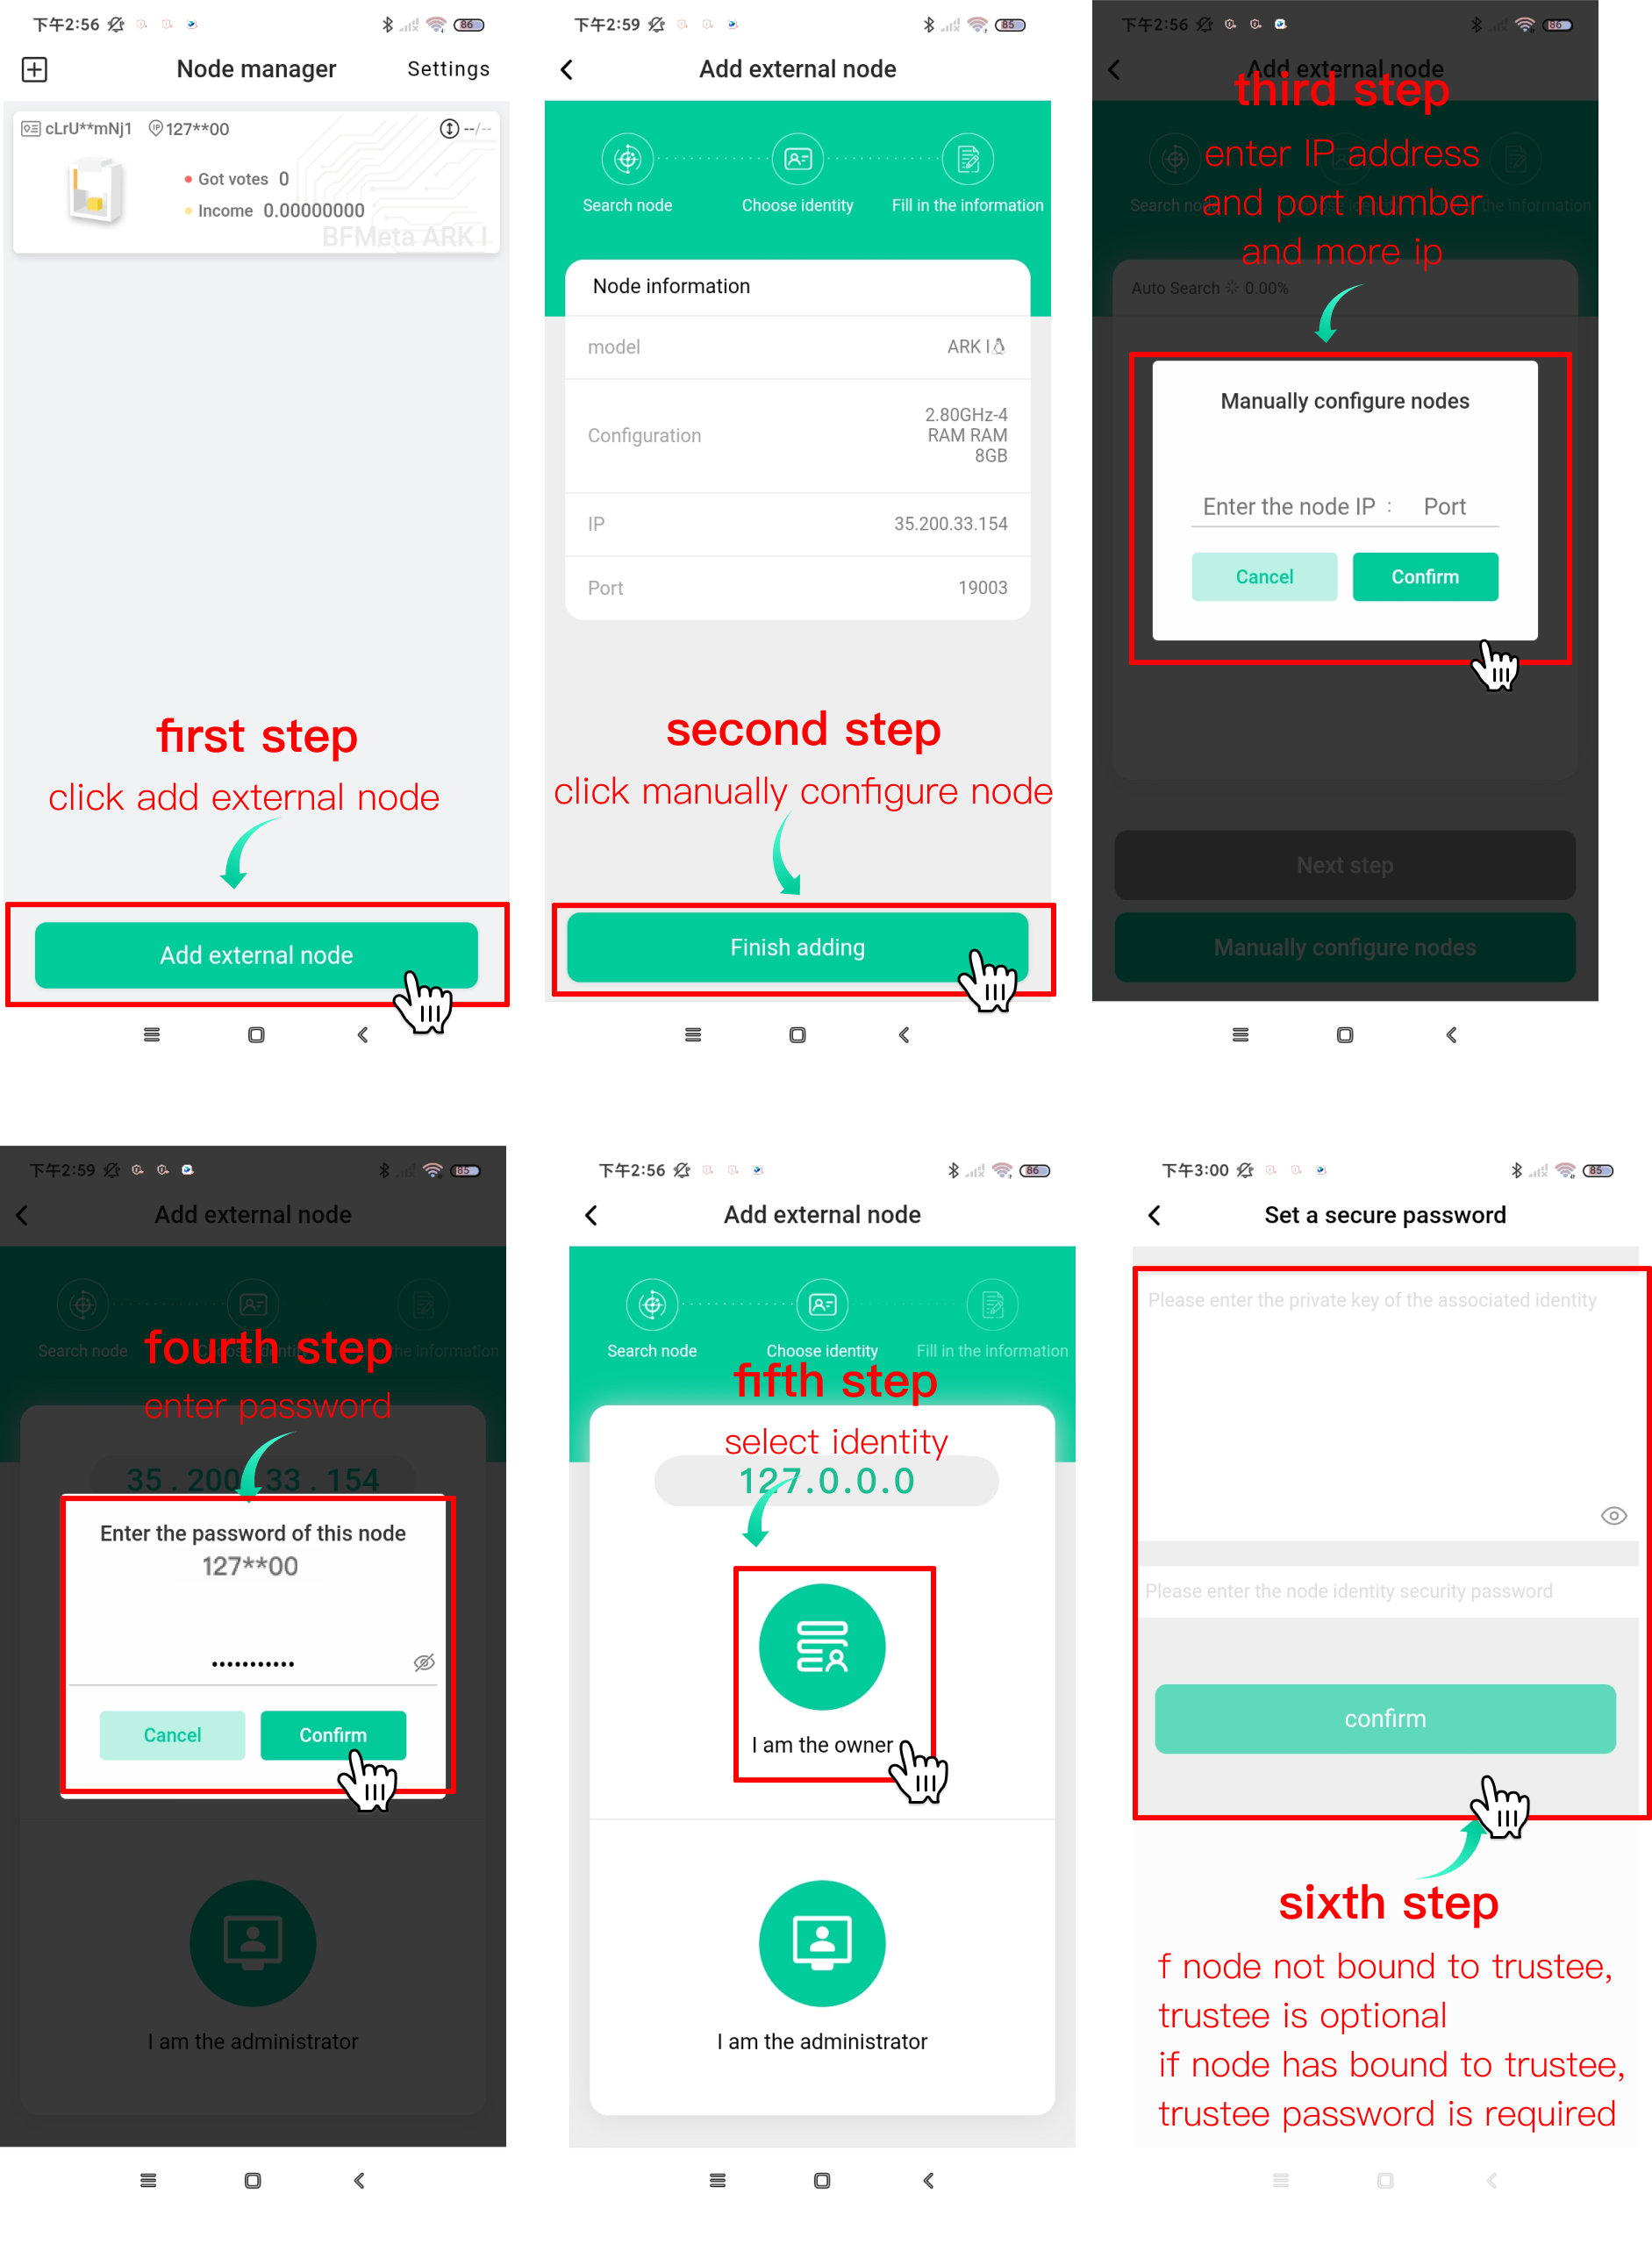 下午2:56
86
Node manager
Settings
cLrU**mNj1
IP
127**00
--/--
Got votes 0
Income 0.00000000
BFMeta ARK I
first step
click add external node
Add external node
下午2:59
85
Add external node
Search node
Choose identity
Fill in the information
Node information
model
ARK I
Configuration
2.80GHz-4
RAM RAM
8GB
IP
35.200.33.154
Port
19003
second step
click manually configure node
Finish adding
下午2:56
86
Add external node
third step
enter IP address
and port number
and more ip
Auto Search 0.00%
Manually configure nodes
Enter the node IP : Port
Cancel
Confirm
Next step
Manually configure nodes
下午2:59
85
Add external node
Search node
Choose identity
the information
fourth step
enter password
35 . 200 . 33 . 154
Enter the password of this node
127**00
•••••••••••
Cancel
Confirm
I am the administrator
下午2:56
86
Add external node
Search node
Choose identity
Fill in the information
fifth step
select identity
127.0.0.0
I am the owner
I am the administrator
下午3:00
85
Set a secure password
Please enter the private key of the associated identity
Please enter the node identity security password
confirm
sixth step
f node not bound to trustee,
trustee is optional
if node has bound to trustee,
trustee password is required